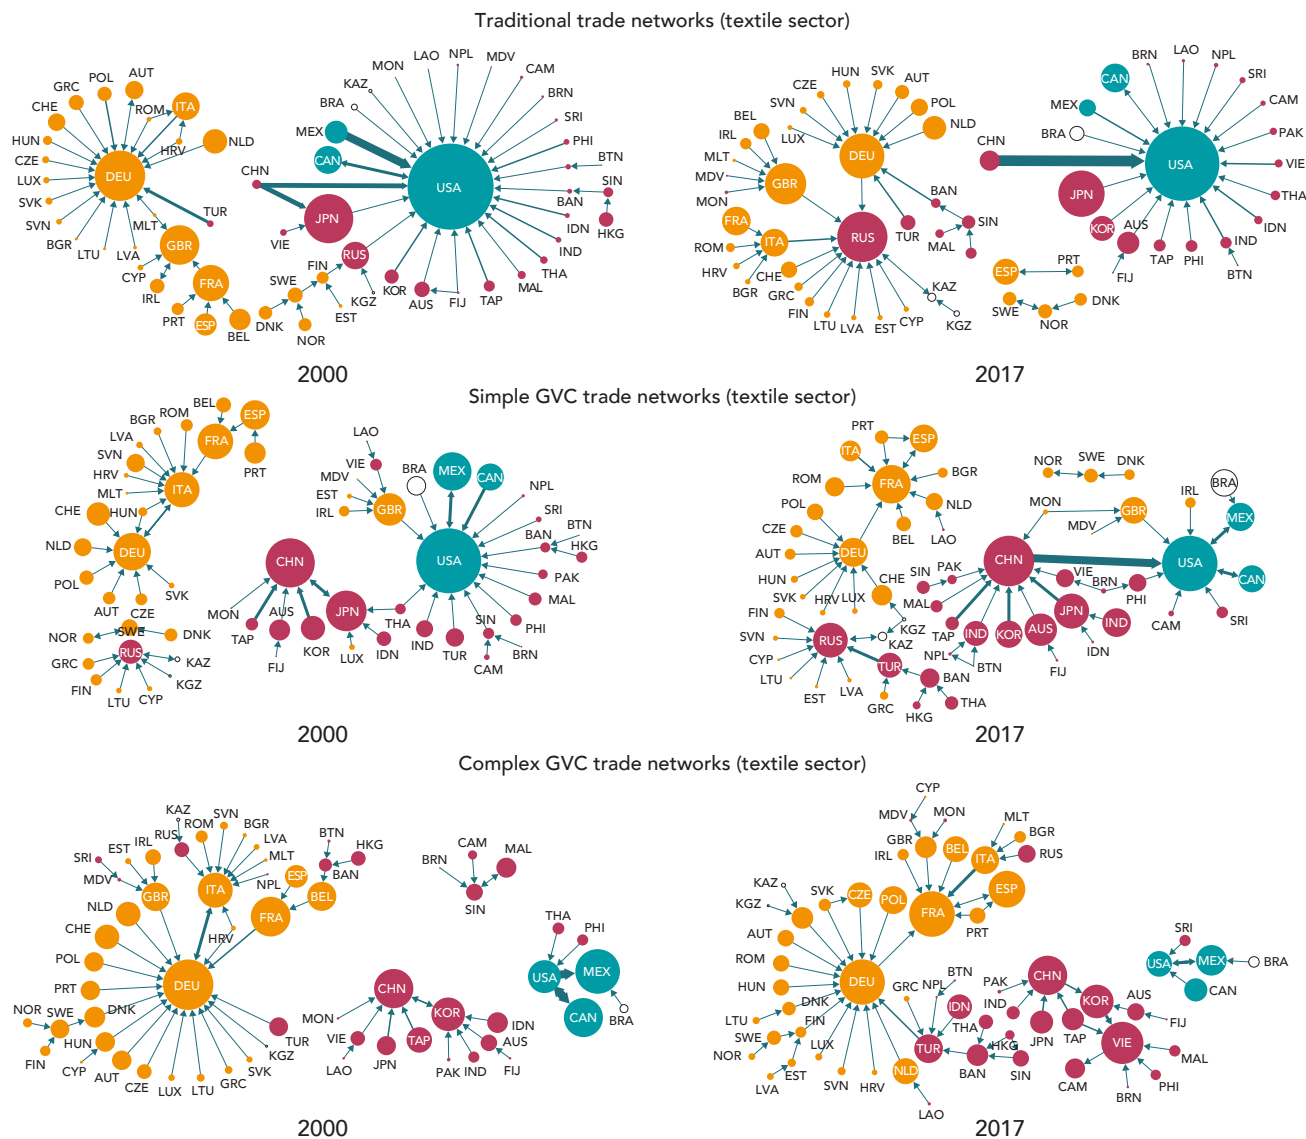 Traditional trade networks (textile sector)
POL
AUT
GRC
ROM
ITA
CHE
HUN
HRV
NLD
CZE
DEU
LUX
SVK
SVN
TUR
MLT
BGR
LTU
LVA
GBR
CYP
IRL
FRA
PRT
ESP
BEL
KAZ
MON
LAO
NPL
MDV
CAM
BRA
BRN
MEX
SRI
CAN
PHI
CHN
BTN
USA
SIN
JPN
BAN
HKG
VIE
IDN
RUS
IND
FIN
THA
SWE
KOR
MAL
KGZ
AUS
FIJ
TAP
EST
DNK
NOR
2000
HUN
SVK
CZE
AUT
SVN
POL
BEL
LUX
NLD
IRL
DEU
MLT
GBR
MDV
MON
BAN
FRA
SIN
RUS
TUR
ITA
MAL
ROM
HRV
CHE
BGR
GRC
KAZ
FIN
LTU
LVA
EST
CYP
KGZ
BRN
LAO
NPL
CAN
SRI
MEX
CAM
BRA
PAK
CHN
USA
VIE
JPN
THA
KOR
AUS
IDN
FIJ
TAP
PHI
IND
BTN
ESP
PRT
SWE
DNK
NOR
2017
Simple GVC trade networks (textile sector)
BEL
ESP
ROM
BGR
FRA
LVA
SVN
PRT
HRV
ITA
MLT
CHE
HUN
NLD
DEU
POL
SVK
AUT
CZE
NOR
SWE
DNK
GRC
RUS
KAZ
FIN
KGZ
LTU
CYP
LAO
VIE
BRA
MEX
CAN
MDV
EST
NPL
IRL
GBR
SRI
BTN
BAN
HKG
CHN
USA
PAK
MON
AUS
JPN
THA
MAL
TAP
SIN
PHI
KOR
IND
TUR
FIJ
LUX
IDN
BRN
CAM
2000
PRT
ESP
ITA
ROM
FRA
BGR
POL
NLD
CZE
BEL
LAO
AUT
DEU
HUN
CHE
SVK
HRV
LUX
FIN
KGZ
SVN
RUS
KAZ
CYP
TUR
LTU
EST
LVA
BAN
GRC
HKG
THA
NOR
SWE
DNK
BRA
MON
IRL
GBR
MEX
MDV
CHN
USA
SIN
PAK
VIE
CAN
BRN
PHI
MAL
JPN
TAP
IND
KOR
AUS
IND
CAM
SRI
NPL
BTN
IDN
FIJ
2017
Complex GVC trade networks (textile sector)
KAZ
SVN
ROM
BGR
RUS
IRL
LVA
EST
SRI
MLT
BTN
HKG
MDV
GBR
ITA
NPL
ESP
BAN
BEL
NLD
FRA
CHE
HRV
POL
DEU
PRT
NOR
SWE
DNK
TUR
HUN
KGZ
FIN
CYP
AUT
CZE
LUX
LTU
GRC
SVK
CAM
MAL
BRN
SIN
THA
PHI
USA
MEX
CAN
BRA
CHN
MON
KOR
IDN
VIE
TAP
AUS
LAO
JPN
PAK
IND
FIJ
2000
CYP
MDV
MON
MLT
GBR
BGR
IRL
BEL
ITA
RUS
KAZ
SVK
CZE
POL
ESP
KGZ
FRA
AUT
PRT
ROM
HUN
DEU
BTN
DNK
GRC
NPL
IDN
LTU
FIN
THA
SWE
HKG
NOR
LUX
TUR
BAN
SIN
EST
LVA
SVN
HRV
NLD
LAO
CHN
PAK
KOR
IND
AUS
JPN
TAP
FIJ
VIE
MAL
CAM
PHI
BRN
SRI
USA
MEX
BRA
CAN
2017